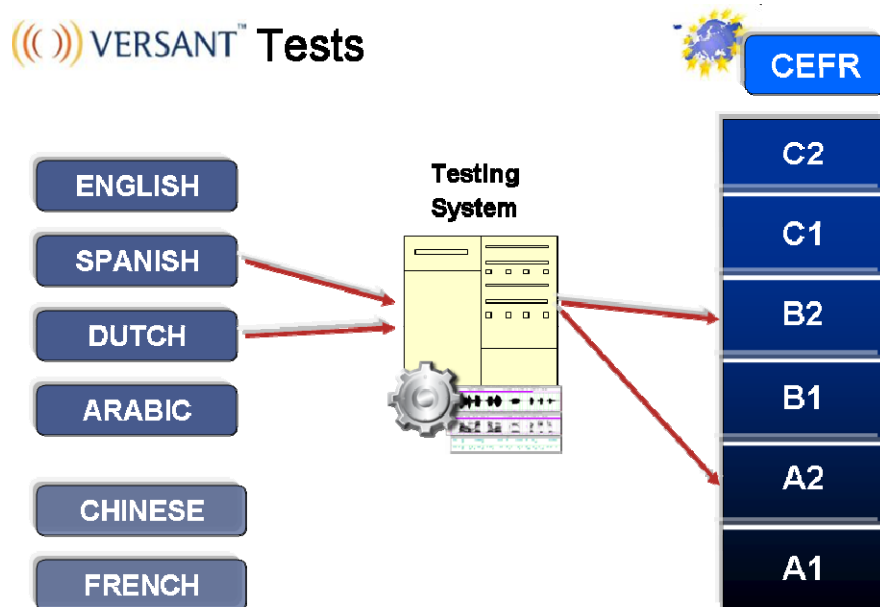 ((( ))) VERSANT™ Tests
CEFR
ENGLISH
SPANISH
DUTCH
ARABIC
CHINESE
FRENCH
Testing
System
C2
C1
B2
B1
A2
A1